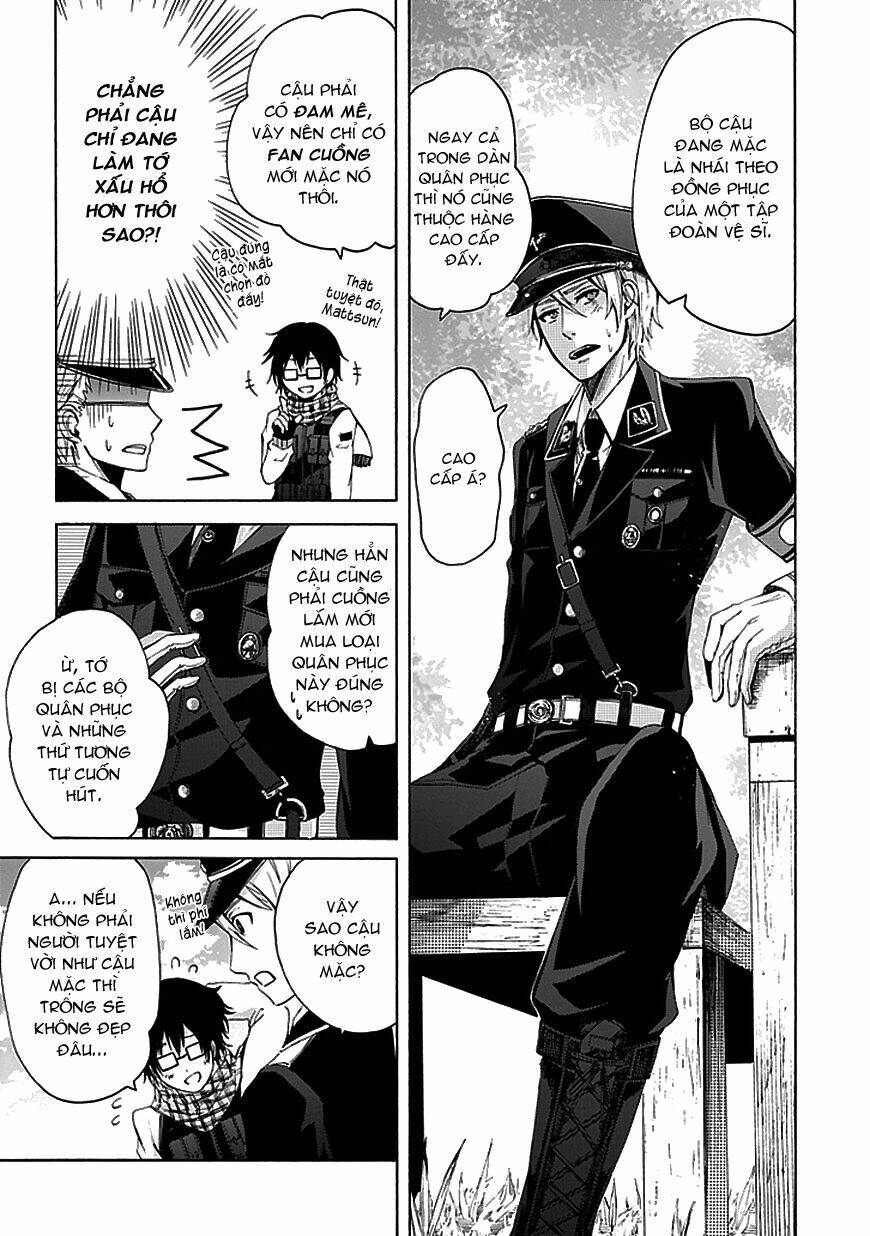 BỘ CẬU
ĐANG MẶC
LÀ NHÁI THEO
ĐỒNG PHỤC
CỦA MỘT TẬP
ĐOÀN VỆ SĨ.
NGAY CẢ
TRONG DÀN
QUÂN PHỤC
THÌ NÓ CŨNG
THUỘC HÀNG
CAO CẤP
ĐẤY.
CAO
CẤP Á?
CẬU PHẢI
CÓ ĐAM MÊ,
VẬY NÊN CHỈ CÓ
FAN CUỒNG
MỚI MẶC NÓ
THÔI.
Thật
tuyệt đó,
Mattsun!
Cậu đúng
là có mắt
chọn đồ
đấy!
CHẲNG
PHẢI CẬU
CHỈ ĐANG
LÀM TỚ
XẤU HỔ
HƠN THÔI
SAO?!
NHƯNG HẲN
CẬU CŨNG
PHẢI CUỒNG
LẮM MỚI
MUA LOẠI
QUÂN PHỤC
NÀY ĐÚNG
KHÔNG?
Ừ, TỚ
BỊ CÁC BỘ
QUÂN PHỤC
VÀ NHỮNG
THỨ TƯƠNG
TỰ CUỐN
HÚT.
VẬY
SAO CẬU
KHÔNG
MẶC?
Không
thì phí
lắm!
A... NẾU
KHÔNG PHẢI
NGƯỜI TUYỆT
VỜI NHƯ CẬU
MẶC THÌ
TRÔNG SẼ
KHÔNG ĐẸP
ĐÂU...